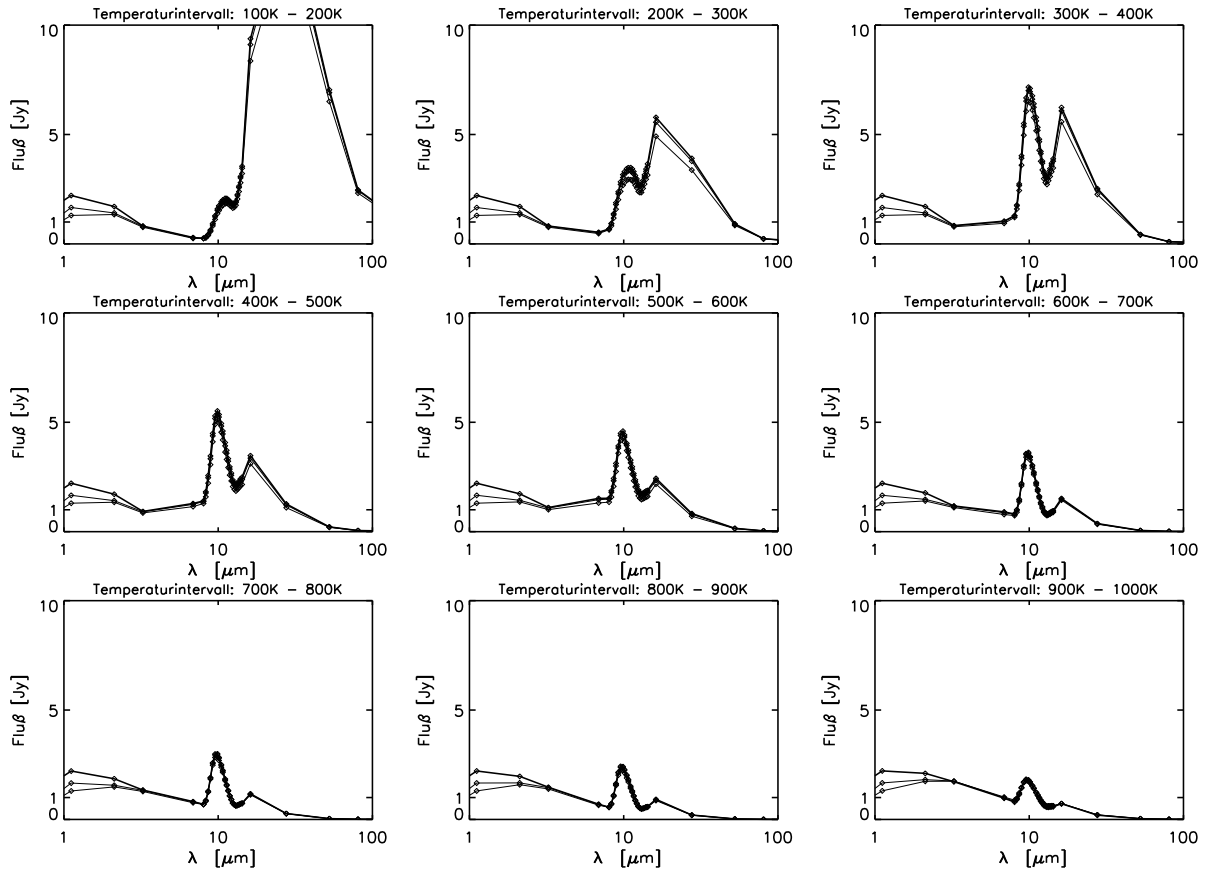 Temperaturintervall: 100K – 200K
10
5
1
0
Fluß [Jy]
1
10
100
λ [μm]
Temperaturintervall: 200K – 300K
10
5
1
0
Fluß [Jy]
1
10
100
λ [μm]
Temperaturintervall: 300K – 400K
10
5
1
0
Fluß [Jy]
1
10
100
λ [μm]
Temperaturintervall: 400K – 500K
10
5
1
0
Fluß [Jy]
1
10
100
λ [μm]
Temperaturintervall: 500K – 600K
10
5
1
0
Fluß [Jy]
1
10
100
λ [μm]
Temperaturintervall: 600K – 700K
10
5
1
0
Fluß [Jy]
1
10
100
λ [μm]
Temperaturintervall: 700K – 800K
10
5
1
0
Fluß [Jy]
1
10
100
λ [μm]
Temperaturintervall: 800K – 900K
10
5
1
0
Fluß [Jy]
1
10
100
λ [μm]
Temperaturintervall: 900K – 1000K
10
5
1
0
Fluß [Jy]
1
10
100
λ [μm]